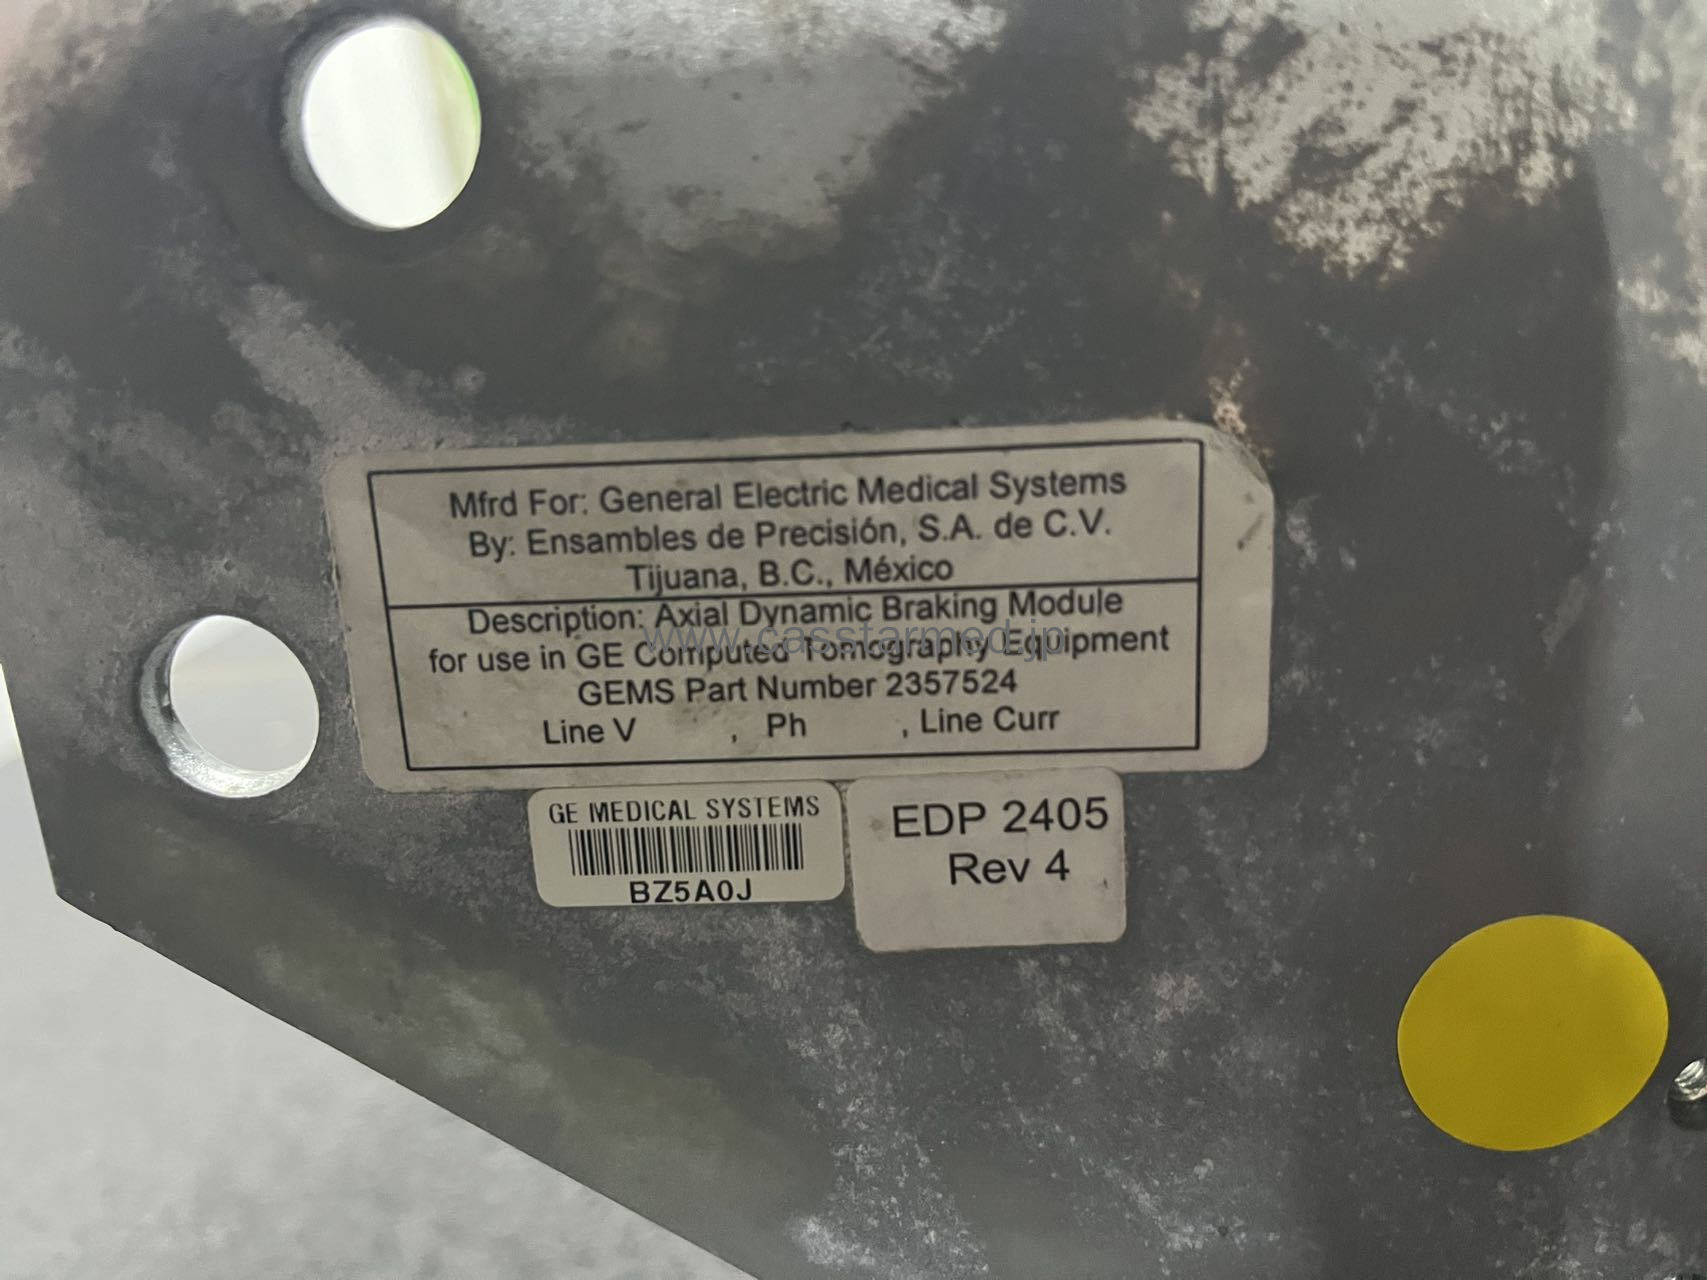 Mfrd For: General Electric Medical Systems
By: Ensambles de Precisión, S.A. de C.V.
Tijuana, B.C., México
Description: Axial Dynamic Braking Module
for use in GE Computed Tomography Equipment
www.casstarmed.jp
GEMS Part Number 2357524
Line V , Ph , Line Curr
GE MEDICAL SYSTEMS
BZ5A0J
EDP 2405
Rev 4